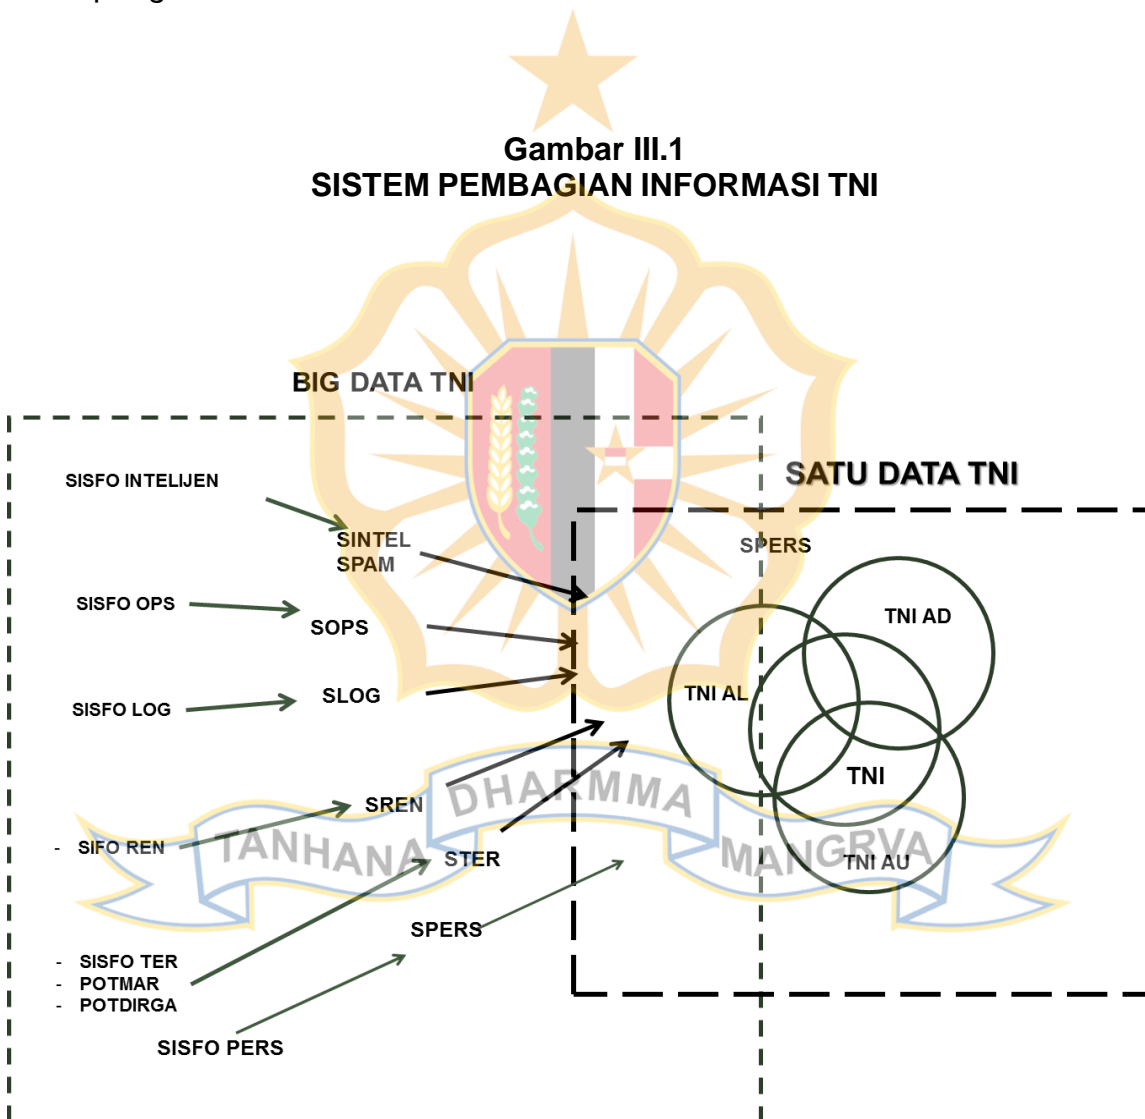 Gambar III.1
SISTEM PEMBAGIAN INFORMASI TNI
BIG DATA TNI
SATU DATA TNI
SISFO INTELIJEN
SINTEL
SPAM
SPERS
SISFO OPS
SOPS
TNI AD
SISFO LOG
SLOG
TNI AL
TNI
SREN
- SIFO REN
STER
TNI AU
SPERS
- SISFO TER
- POTMAR
- POTDIRGA
SISFO PERS
TANHANA DHARMMA MANGRVA